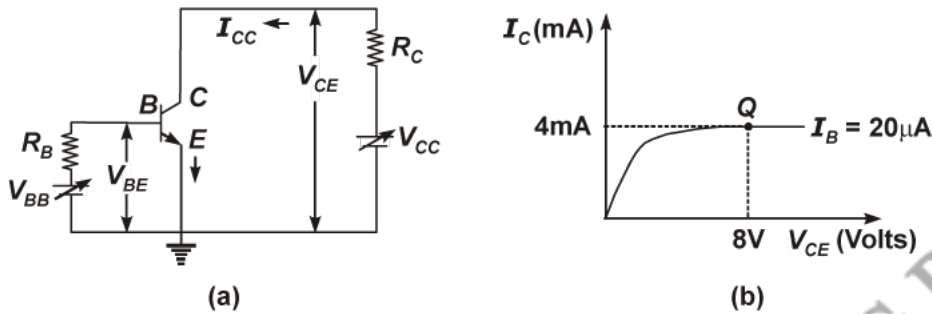 I_CC
R_C
V_CE
B
C
E
R_B
V_BE
V_BB
V_CC
(a)
I_C (mA)
Q
4mA
I_B = 20μA
8V
V_CE (Volts)
(b)